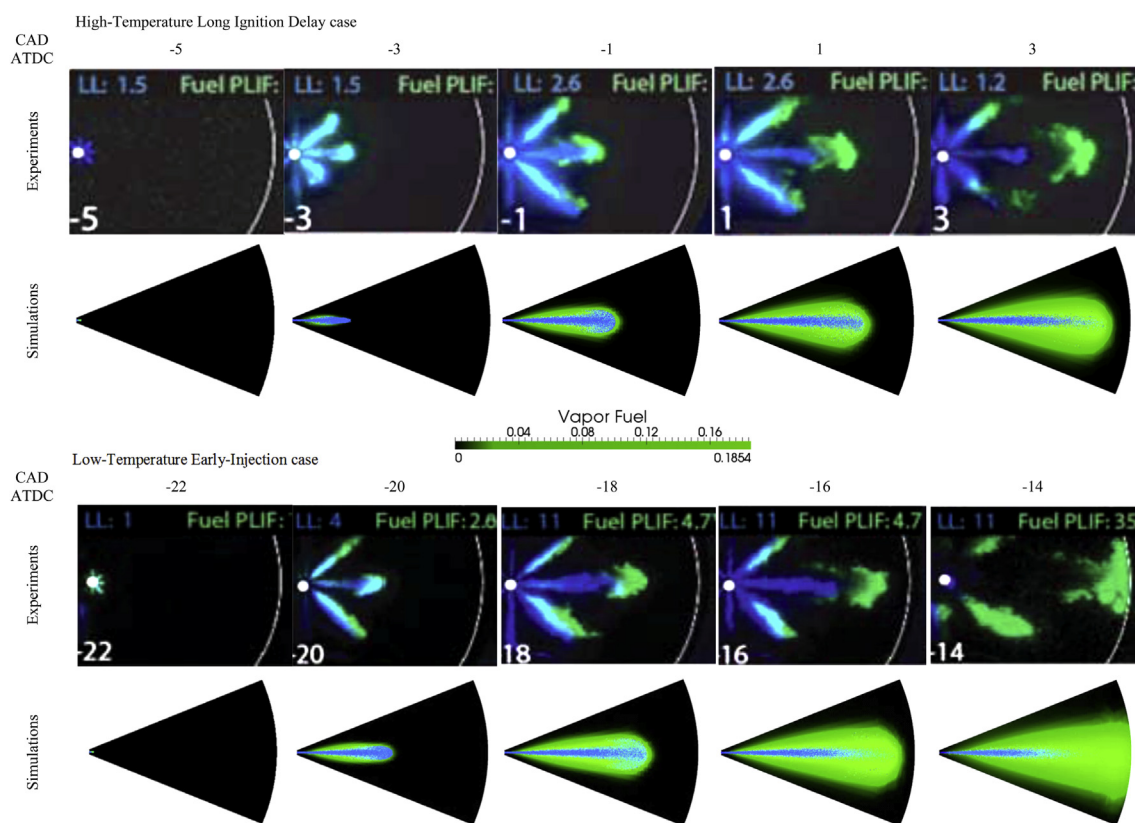 High-Temperature Long Ignition Delay case
CAD ATDC -5 -3 -1 1 3
Experiments
LL: 1.5 Fuel PLIF:
-5
LL: 1.5 Fuel PLIF:
-3
LL: 2.6 Fuel PLIF:
-1
LL: 2.6 Fuel PLIF:
1
LL: 1.2 Fuel PLIF:
3
Simulations
Vapor Fuel
0.04 0.08 0.12 0.16
0 0.1854
Low-Temperature Early-Injection case
CAD ATDC -22 -20 -18 -16 -14
Experiments
LL: 1 Fuel PLIF:
-22
LL: 4 Fuel PLIF:2.6
-20
LL: 11 Fuel PLIF:4.7
18
LL: 11 Fuel PLIF:4.7
-16
LL: 11 Fuel PLIF:35
-14
Simulations